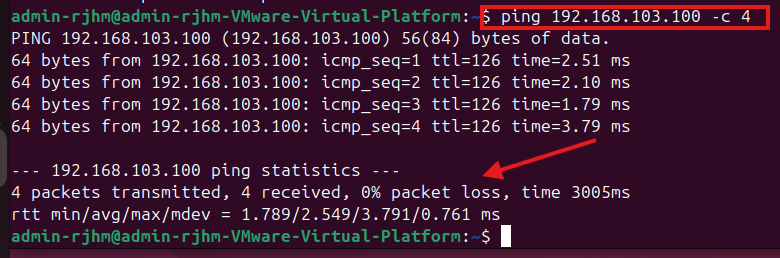 admin-rjhm@admin-rjhm-VMware-Virtual-Platform:~$ ping 192.168.103.100 -c 4
PING 192.168.103.100 (192.168.103.100) 56(84) bytes of data.
64 bytes from 192.168.103.100: icmp_seq=1 ttl=126 time=2.51 ms
64 bytes from 192.168.103.100: icmp_seq=2 ttl=126 time=2.10 ms
64 bytes from 192.168.103.100: icmp_seq=3 ttl=126 time=1.79 ms
64 bytes from 192.168.103.100: icmp_seq=4 ttl=126 time=3.79 ms
--- 192.168.103.100 ping statistics ---
4 packets transmitted, 4 received, 0% packet loss, time 3005ms
rtt min/avg/max/mdev = 1.789/2.549/3.791/0.761 ms
admin-rjhm@admin-rjhm-VMware-Virtual-Platform:~$